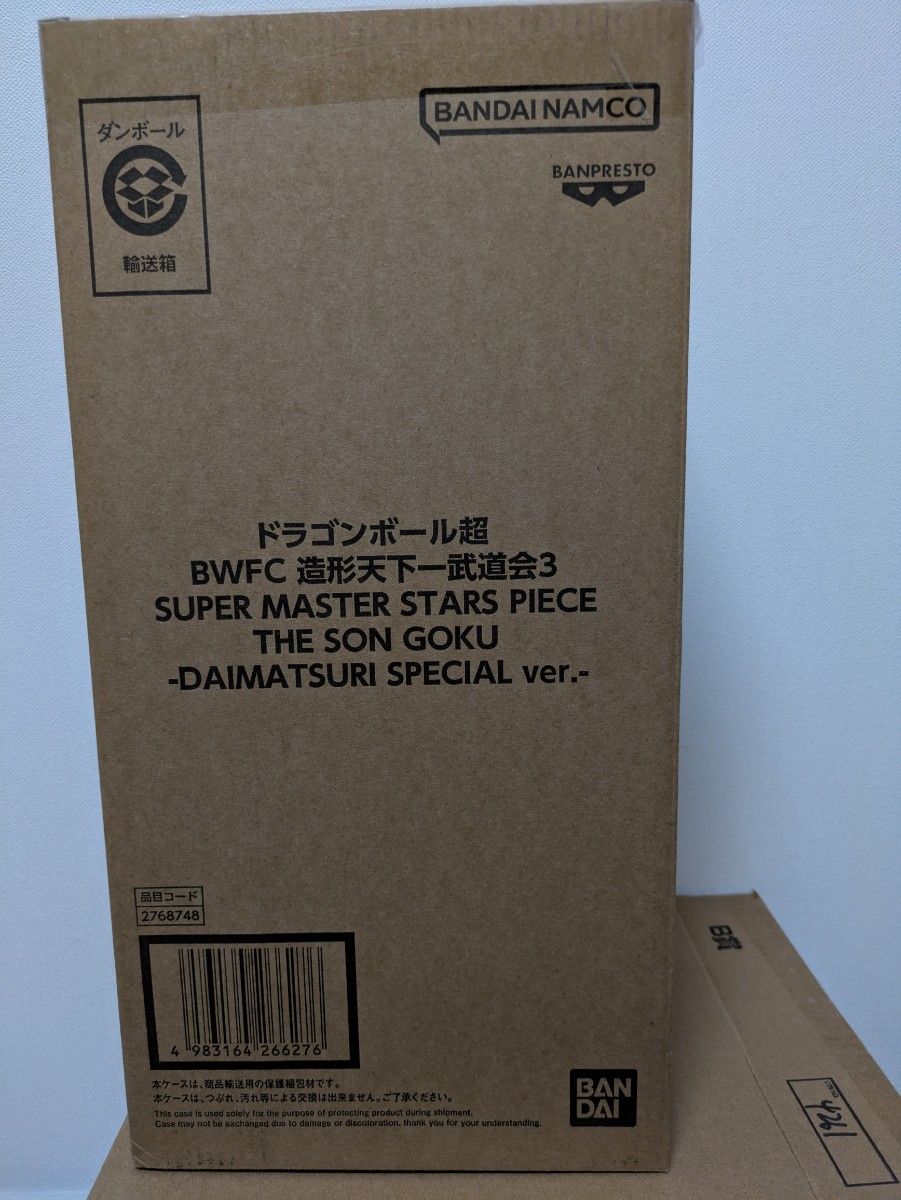 ダンボール
輸送箱
BANDAI NAMCO
BANPRESTO
ドラゴンボール超
BWFC 造形天下一武道会3
SUPER MASTER STARS PIECE
THE SON GOKU
-DAIMATSURI SPECIAL ver.-
品目コード
2768748
4 983164 266276
本ケースは、商品輸送用の保護梱包材です。
本ケースは、つぶれ、汚れ等による交換は出来ません。ご了承ください。
This case is used solely for the purpose of protecting product during shipment.
Case may not be exchanged due to damage or discoloration. thank you for your understanding.
BAN
DAI
B賞